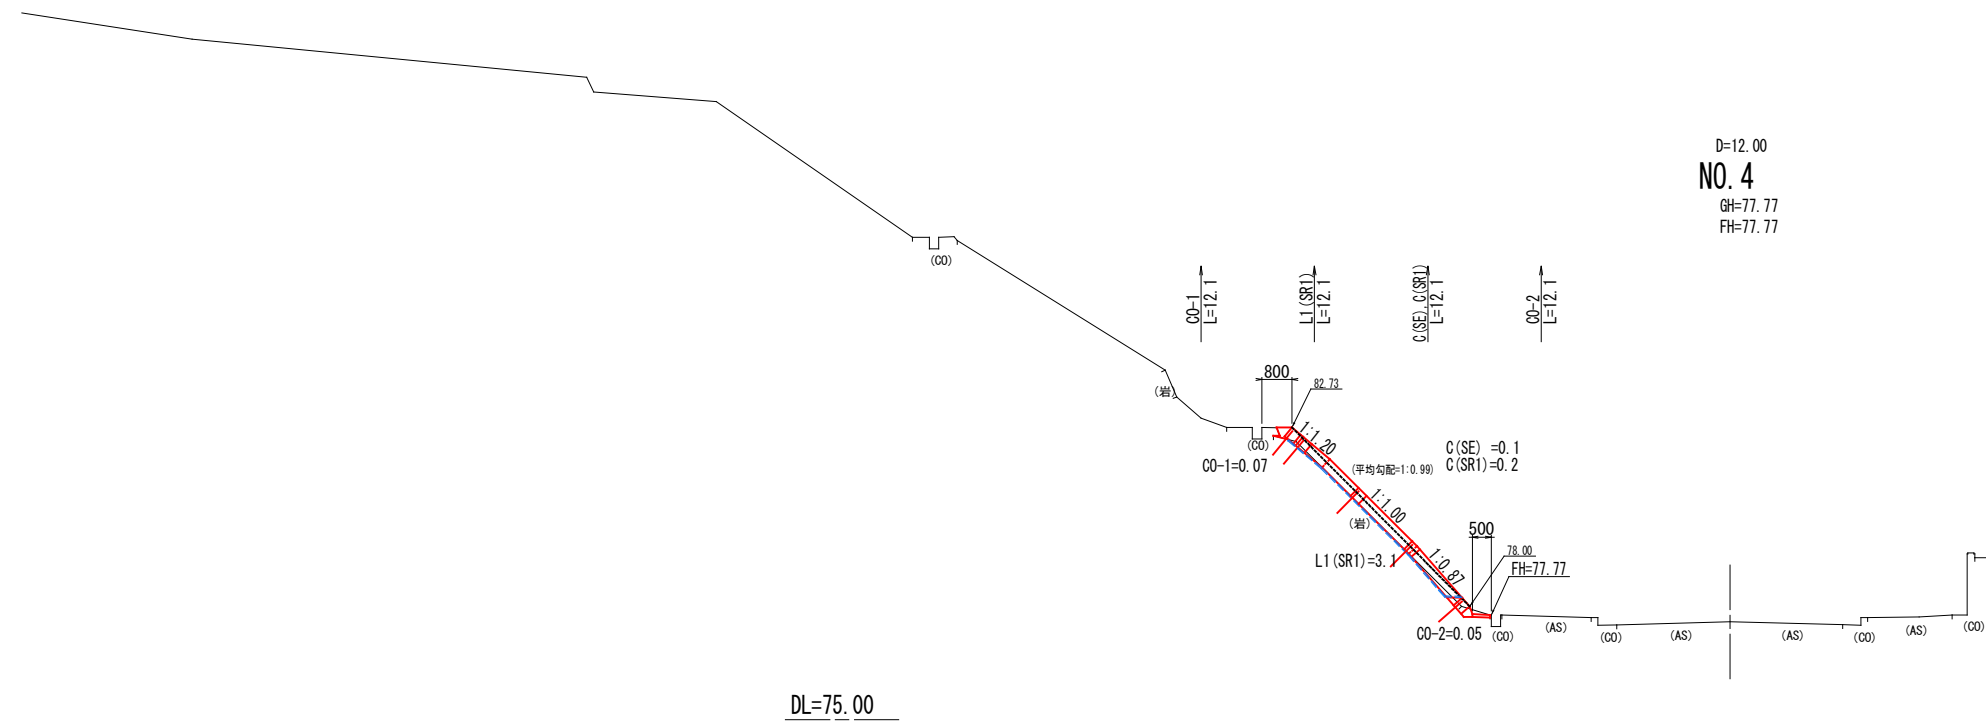 D=12.00
NO.4
GH=77.77
FH=77.77
(CO)
CO-1
L=12.1
L1(SR1)
L=12.1
C(SE),C(SR1)
L=12.1
CO-2
L=12.1
800
82.73
(岩)
(CO)
1:1.20
CO-1=0.07
(平均勾配=1:0.99)
C(SE) =0.1
C(SR1)=0.2
1:1.00
(岩)
500
L1(SR1)=3.1
1:0.87
78.00
FH=77.77
CO-2=0.05
(CO)
(AS)
(CO)
(AS)
(AS)
(CO)
(AS)
(CO)
DL=75.00